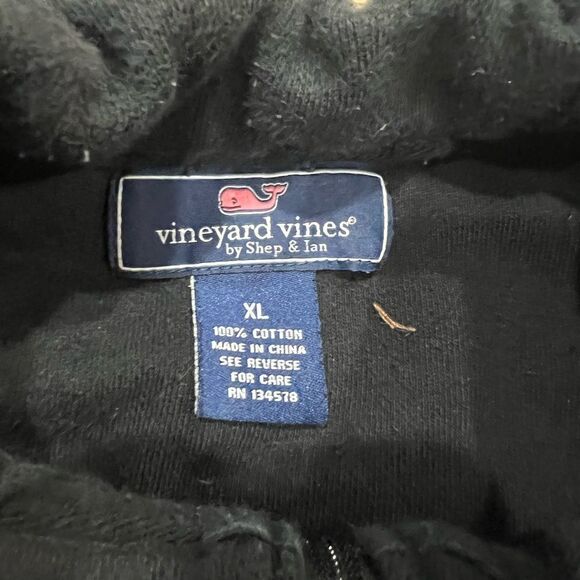 vineyard vines®
by Shep & Ian
XL
100% COTTON
MADE IN CHINA
SEE REVERSE
FOR CARE
RN 134578